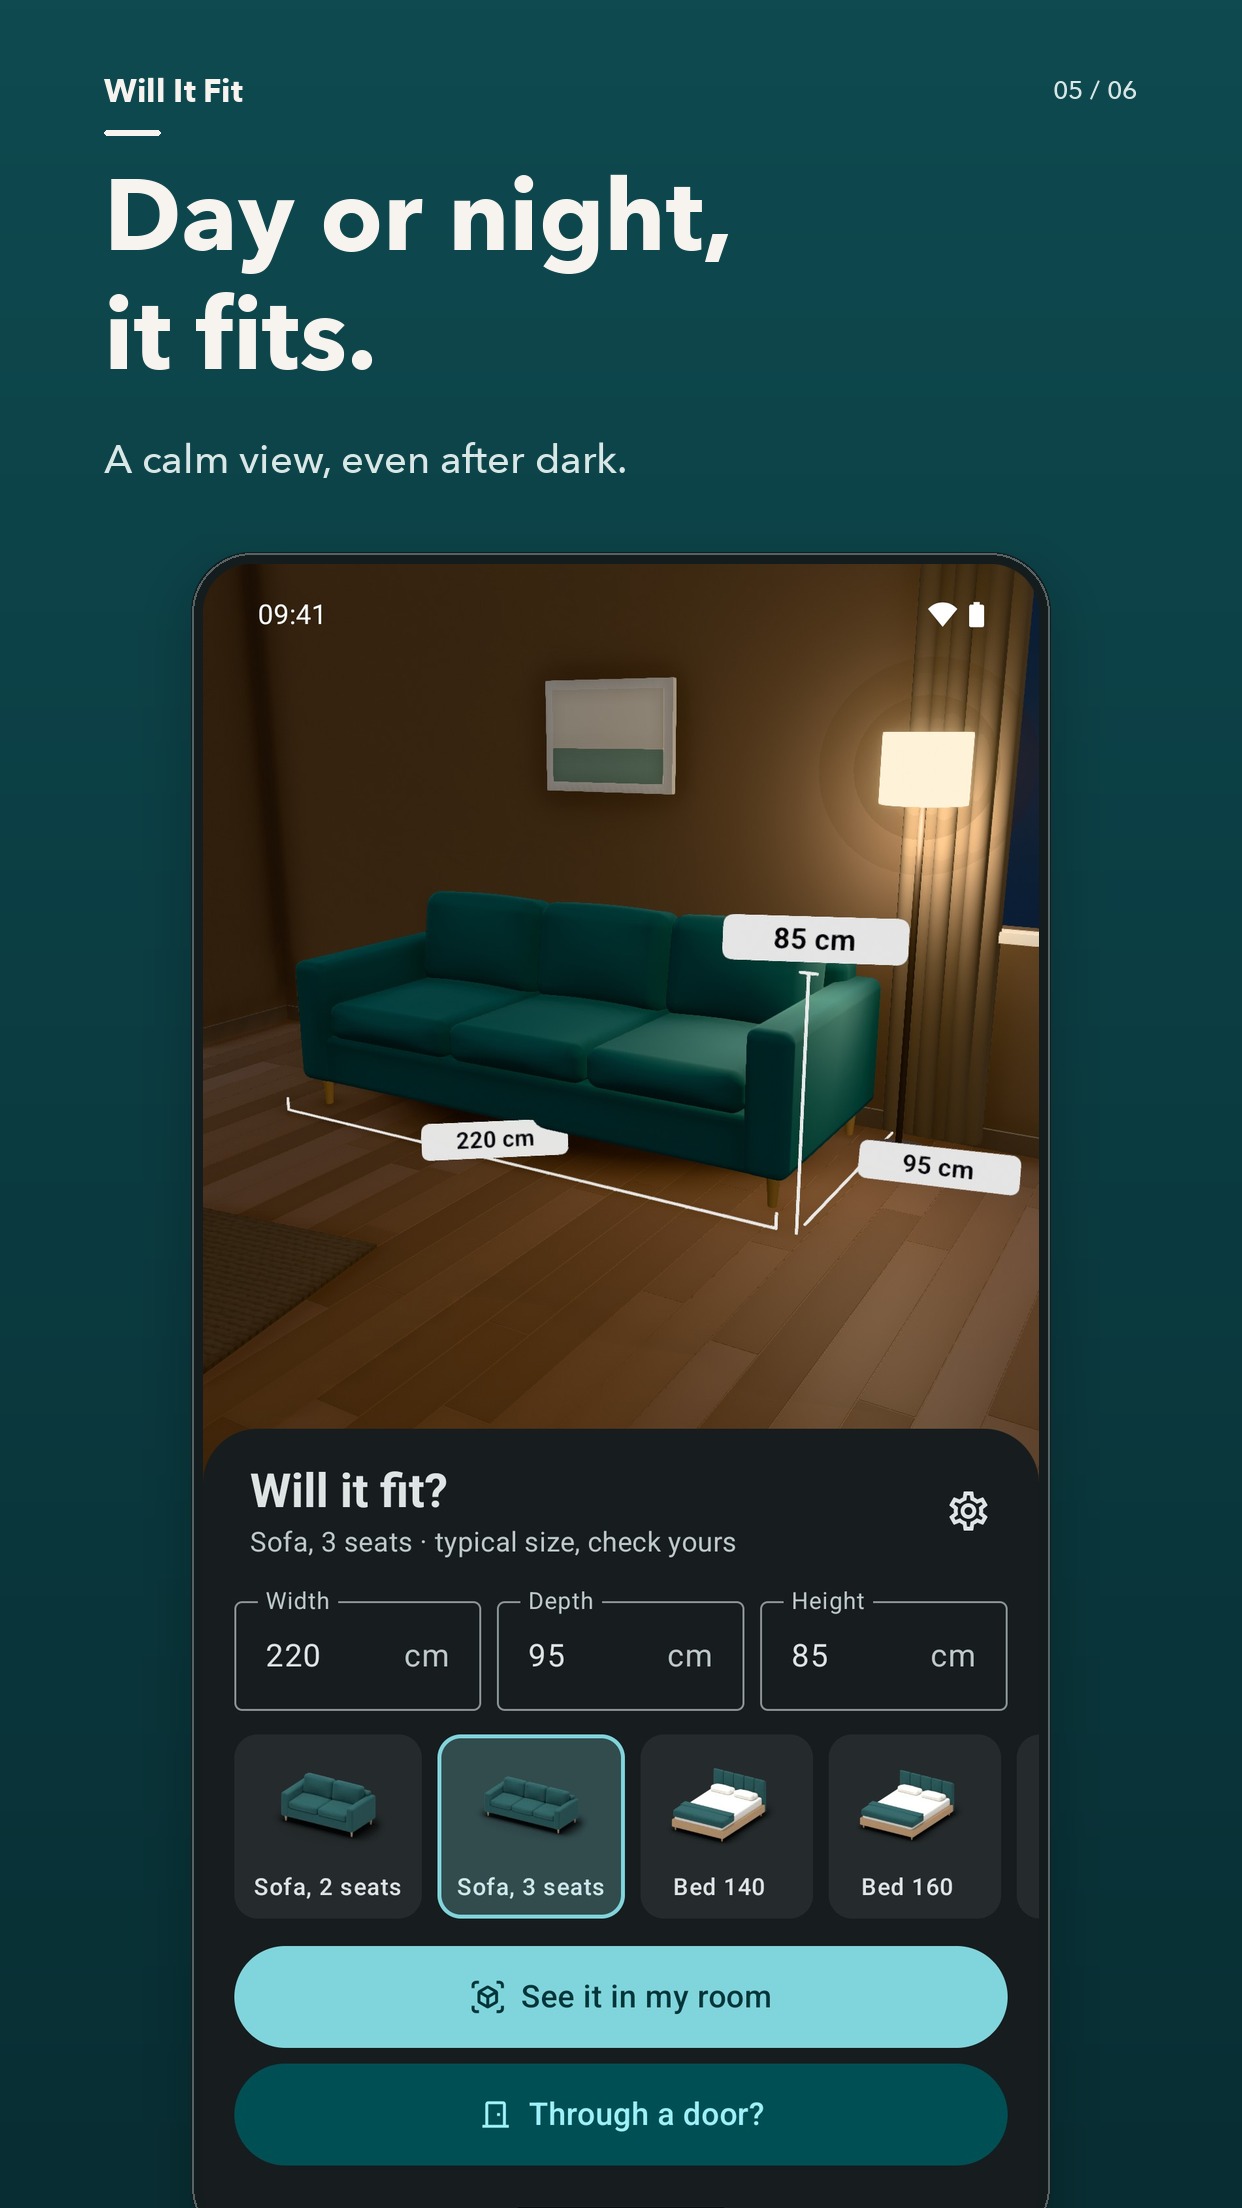 Will It Fit
05 / 06
Day or night,
it fits.
A calm view, even after dark.
09:41
85 cm
220 cm
95 cm
Will it fit?
Sofa, 3 seats · typical size, check yours
Width
Depth
Height
220 cm
95 cm
85 cm
Sofa, 2 seats
Sofa, 3 seats
Bed 140
Bed 160
See it in my room
Through a door?